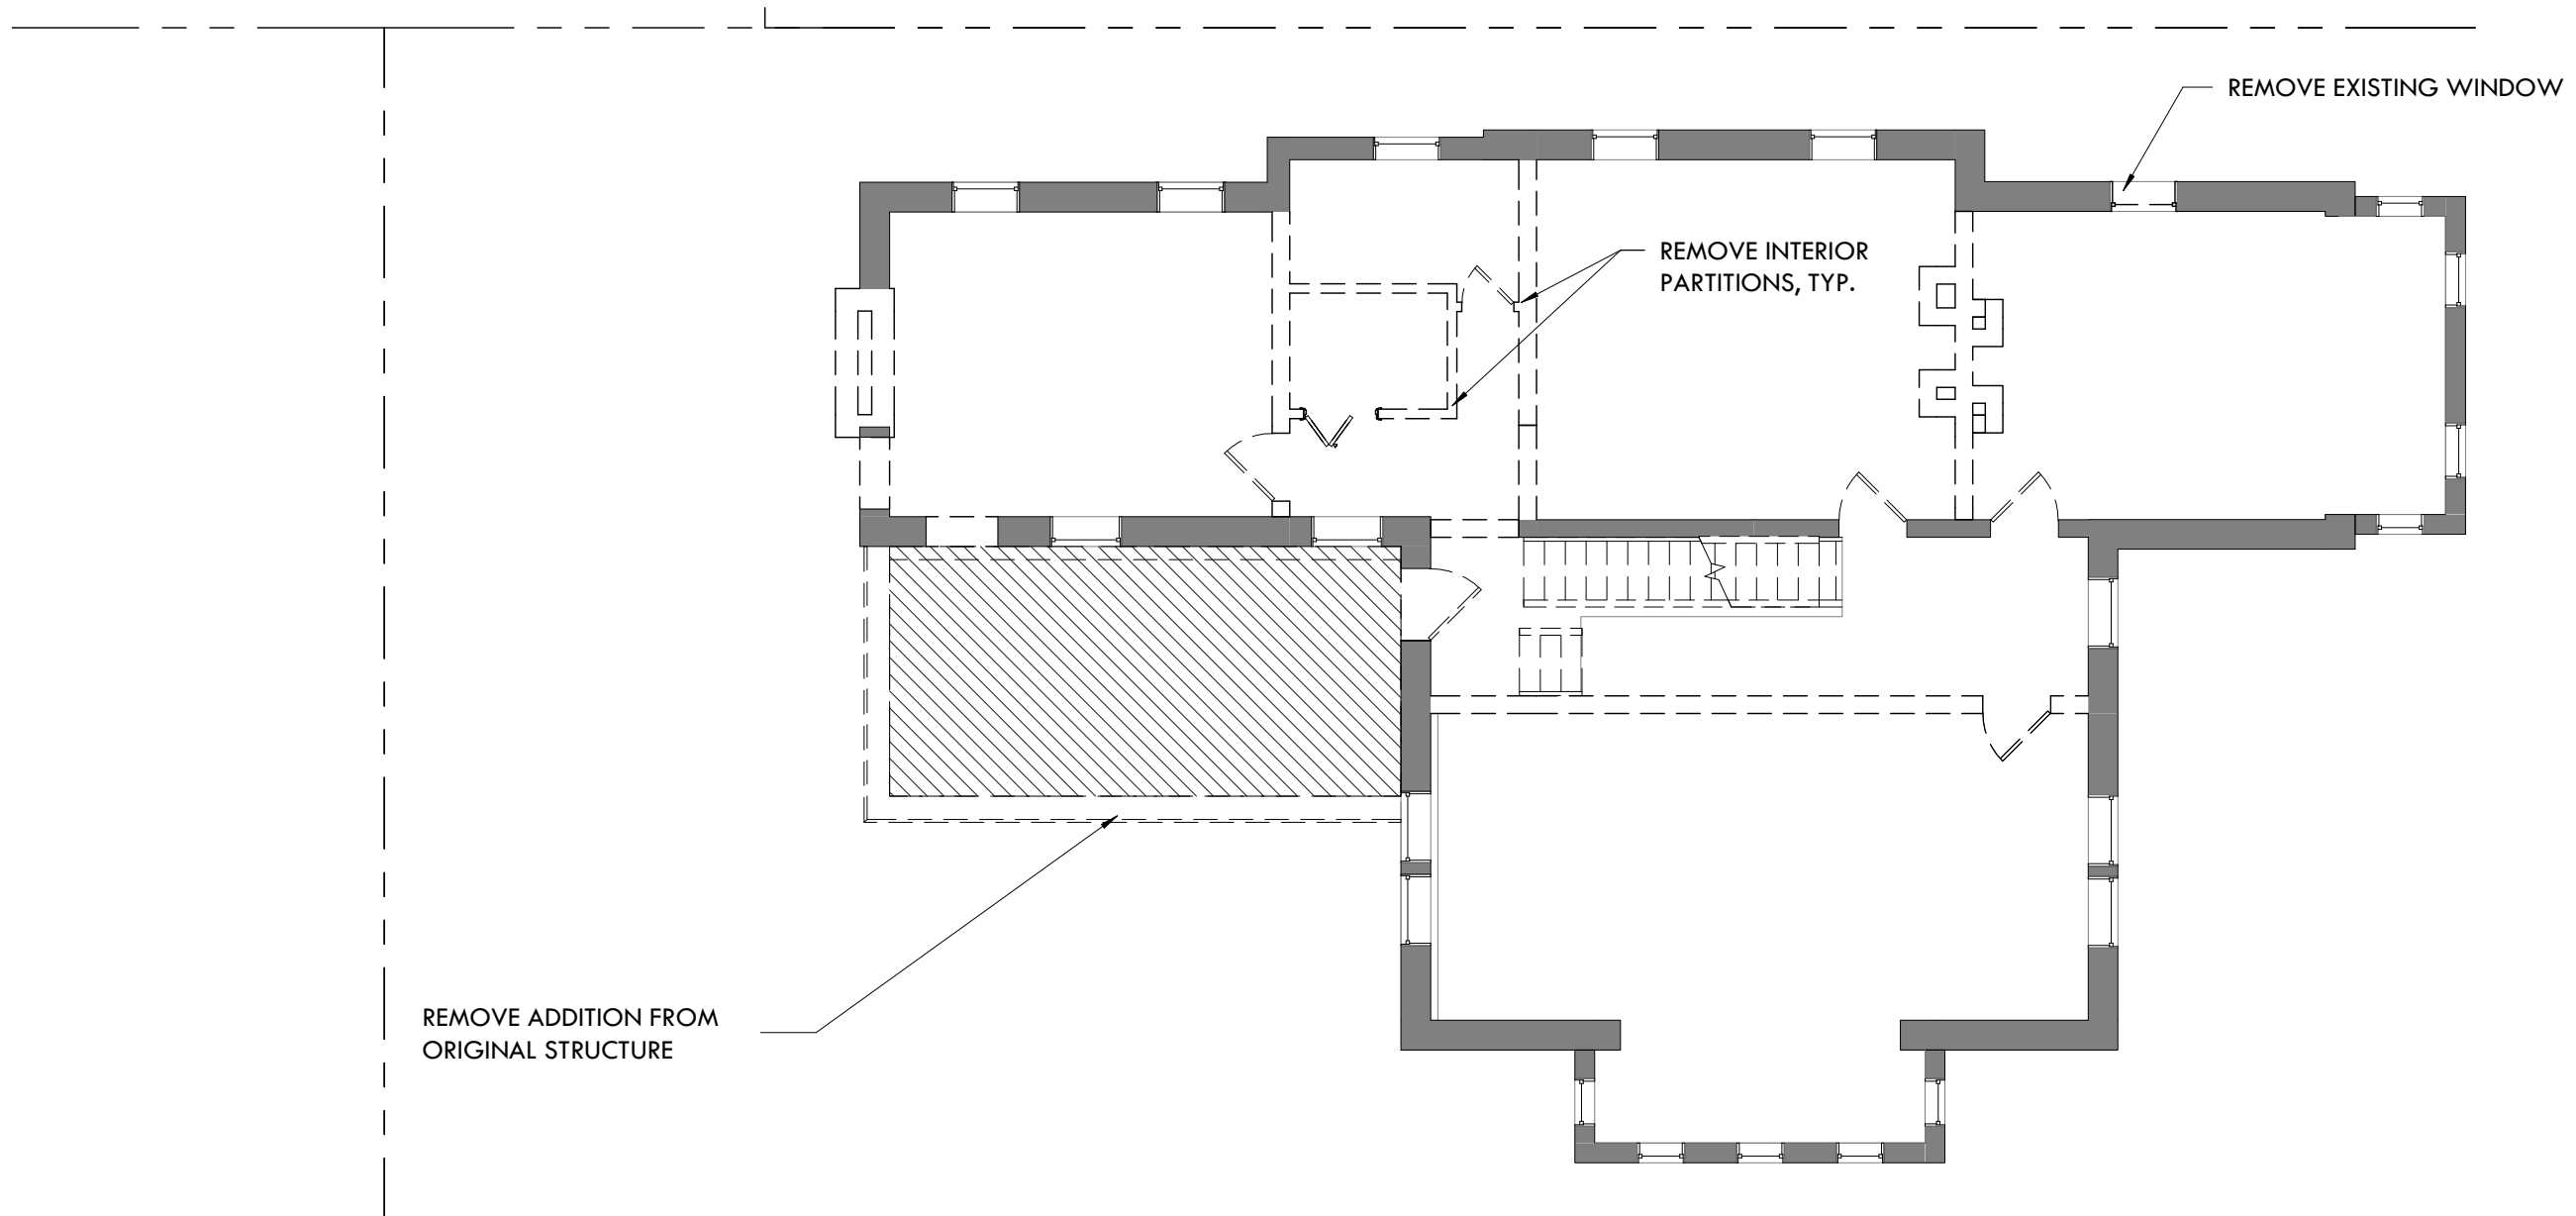 REMOVE EXISTING WINDOW
REMOVE INTERIOR
PARTITIONS, TYP.
REMOVE ADDITION FROM
ORIGINAL STRUCTURE